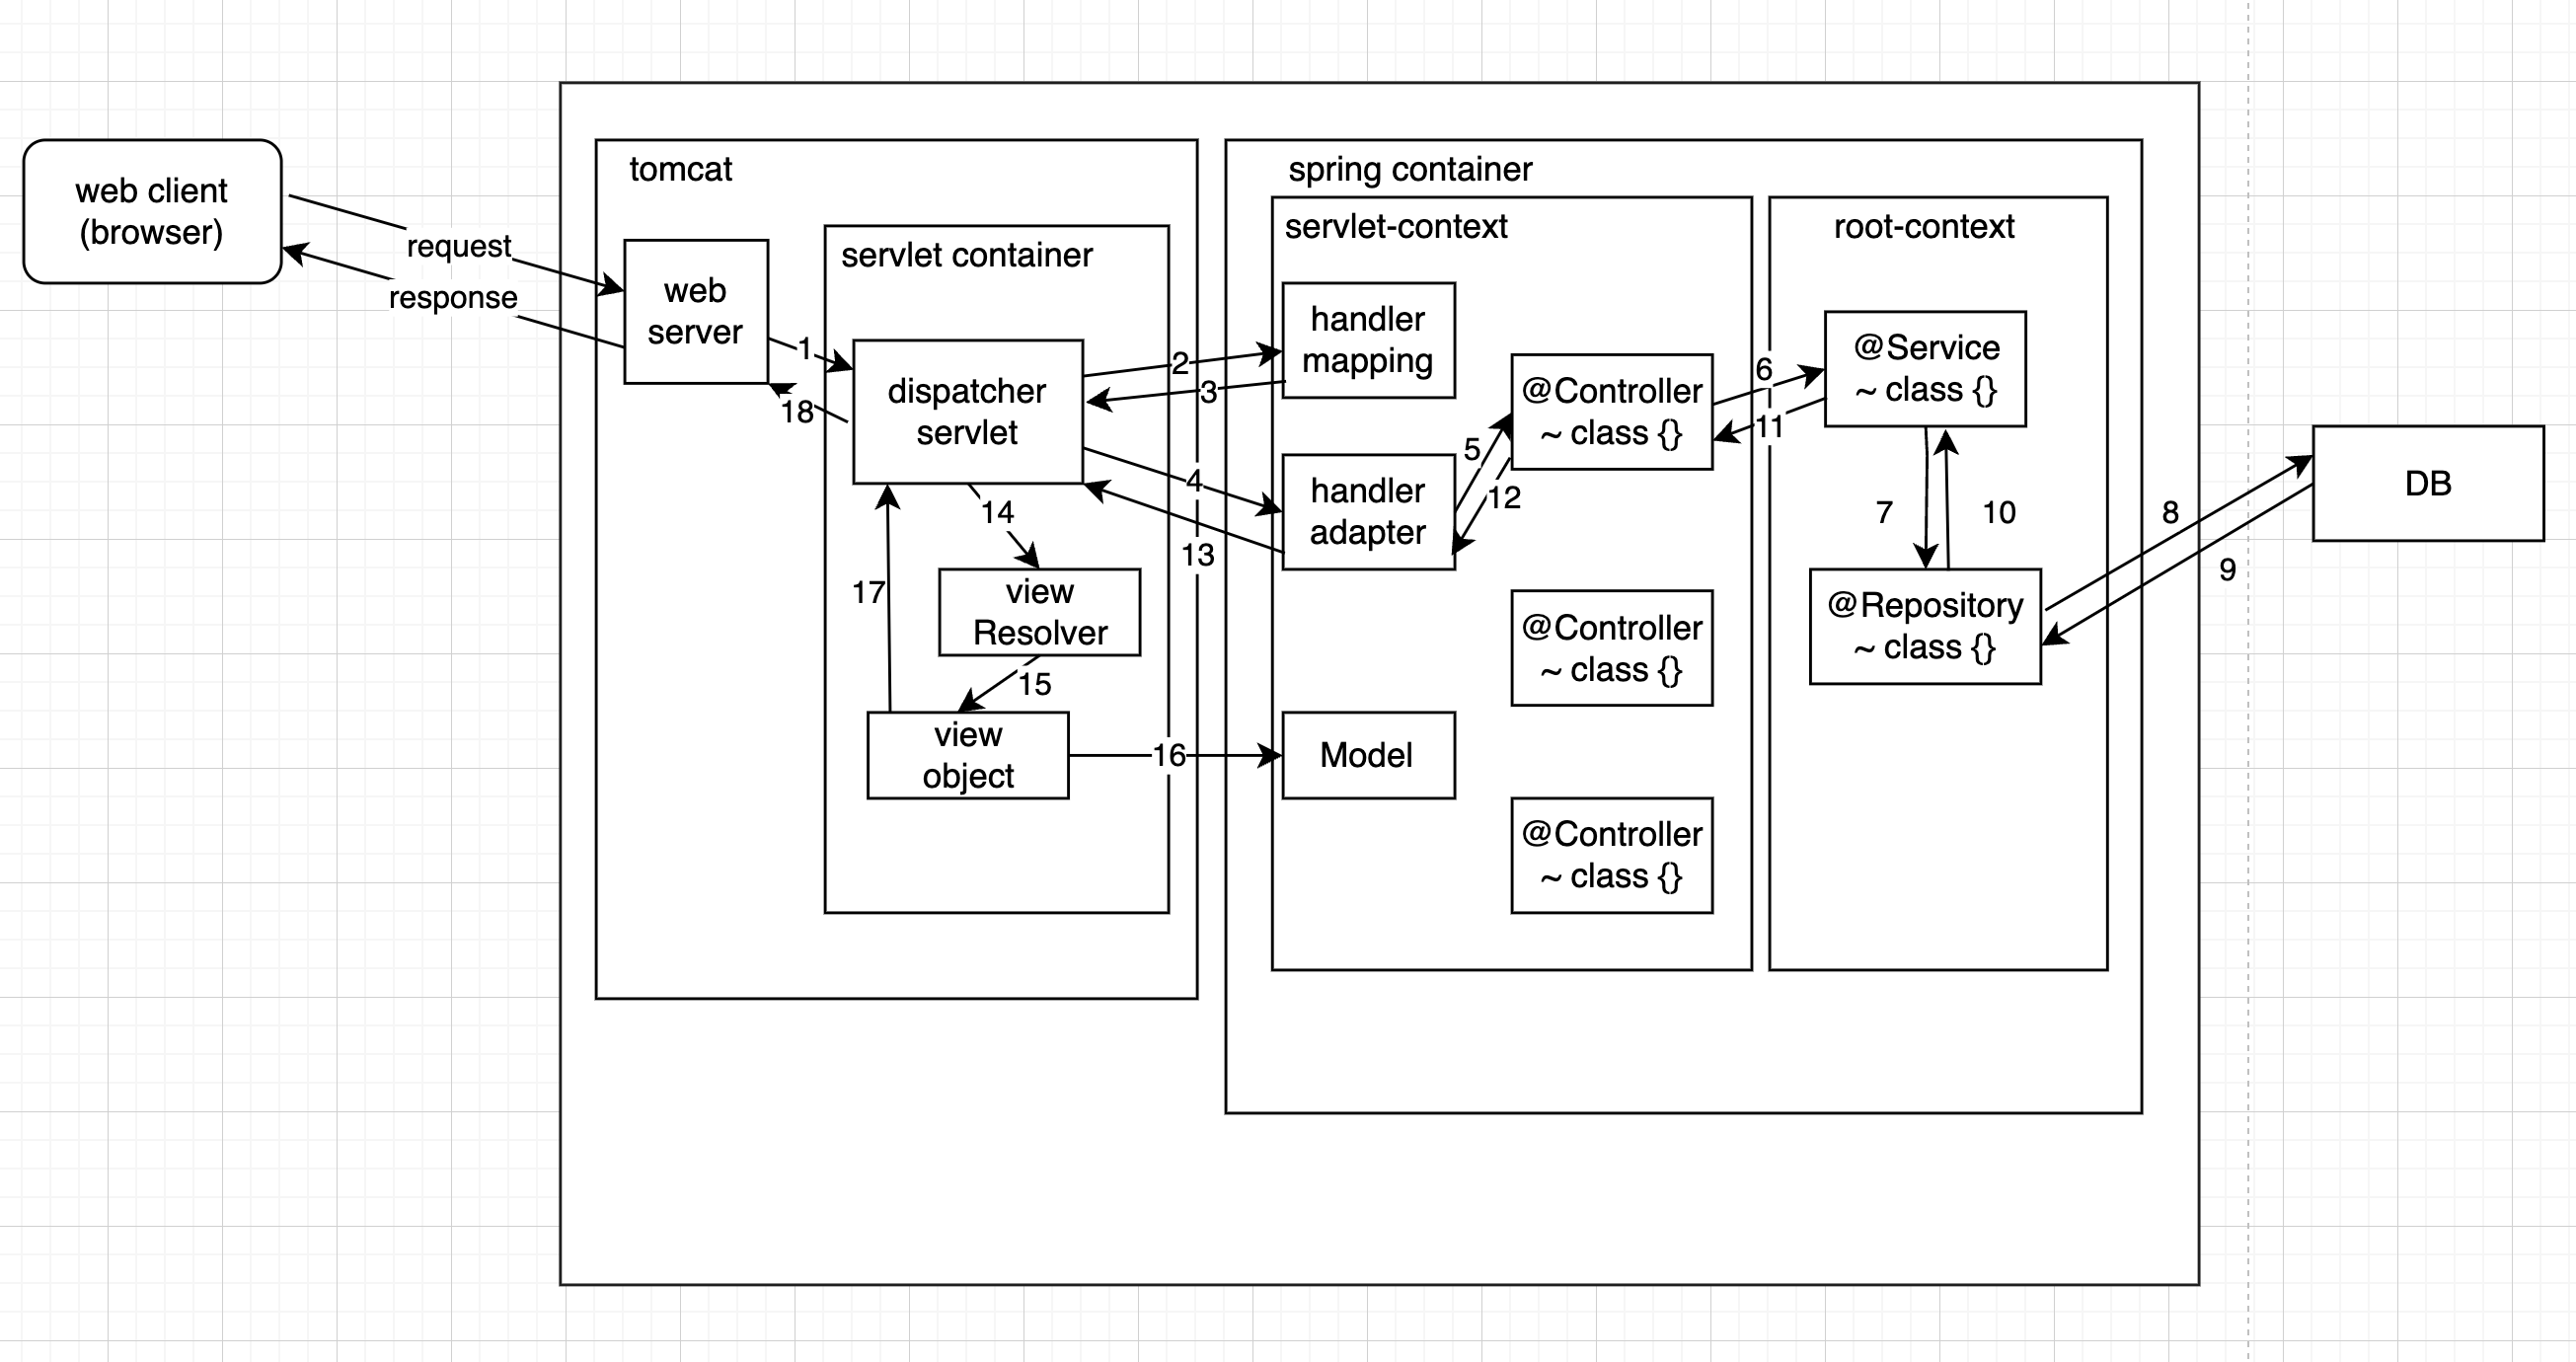 web client
(browser)
request
response
tomcat
web
server
1
18
servlet container
dispatcher
servlet
2
3
4
13
14
17
view
Resolver
15
view
object
16
spring container
servlet-context
handler
mapping
handler
adapter
5
12
@Controller
~ class {}
@Controller
~ class {}
Model
@Controller
~ class {}
6
11
root-context
@Service
~ class {}
7
10
@Repository
~ class {}
8
9
DB